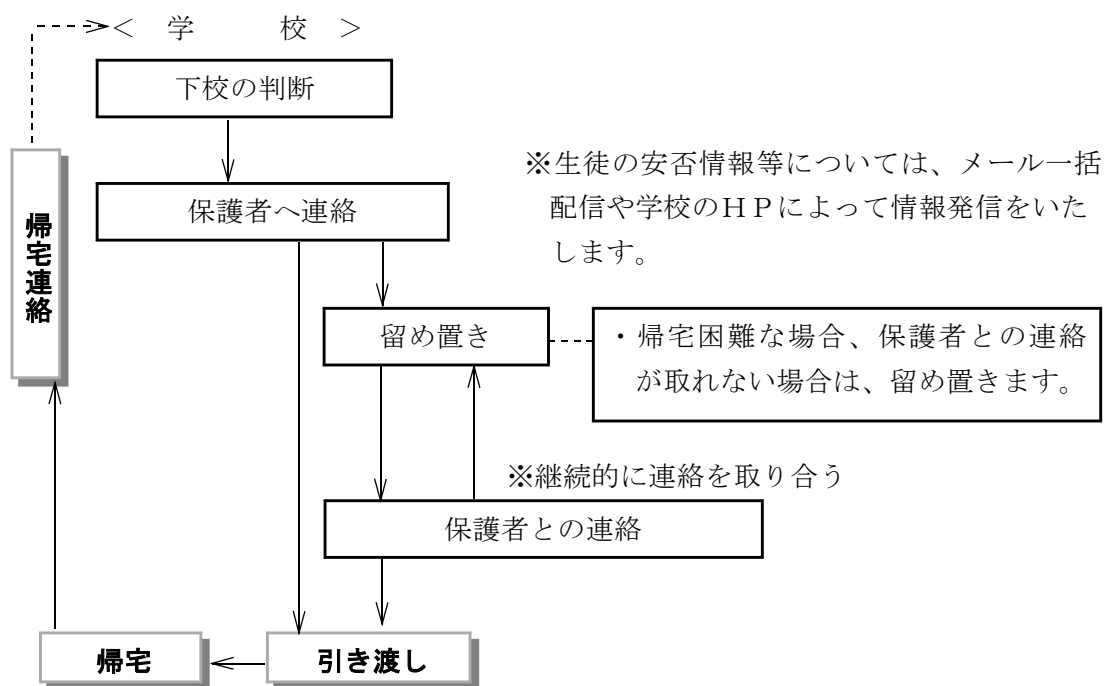 ＜　学　　校　＞
下校の判断
※生徒の安否情報等については、メール一括
配信や学校のＨＰによって情報発信をいた
します。
保護者へ連絡
帰宅連絡
留め置き
・帰宅困難な場合、保護者との連絡
が取れない場合は、留め置きます。
※継続的に連絡を取り合う
保護者との連絡
帰宅
引き渡し